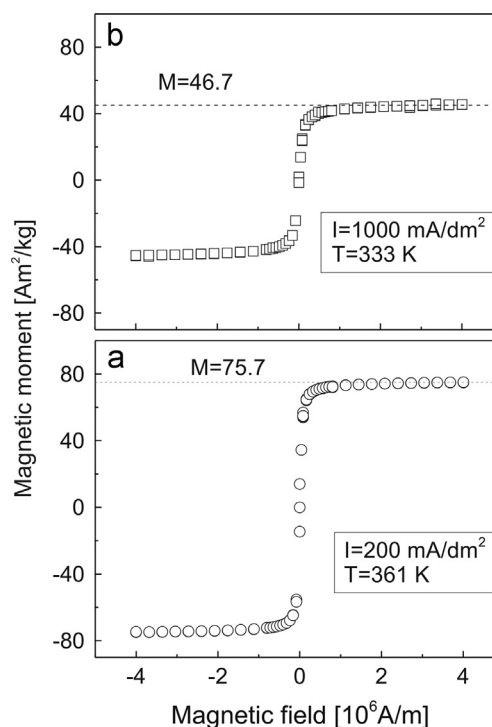 b
80
M=46.7
40
0
-40
-80
I=1000 mA/dm²
T=333 K
a
80
M=75.7
40
0
-40
-80
I=200 mA/dm²
T=361 K
-4 -2 0 2 4
Magnetic field [10⁶A/m]
Magnetic moment [Am²/kg]